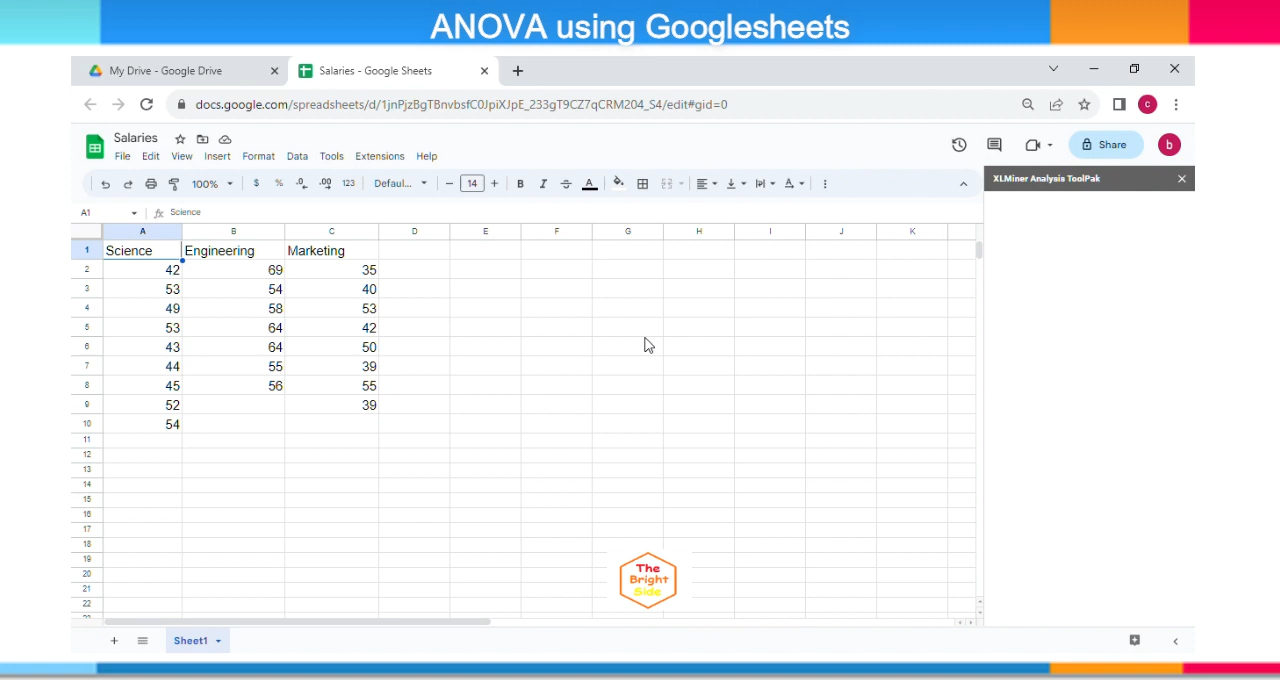 ANOVA using Googlesheets
My Drive - Google Drive
Salaries - Google Sheets
docs.google.com/spreadsheets/d/1jnPjzBgTBnvbsfC0JpiXJpE_233gT9CZ7qCRM204_S4/edit#gid=0
c
Salaries
File Edit View Insert Format Data Tools Extensions Help
Share
b
100% $ % .0 .00 123 Defaul... − 14 + B I S A
XLMiner Analysis ToolPak
A1 fx Science
A B C D E F G H I J K
1 Science Engineering Marketing
2 42 69 35
3 53 54 40
4 49 58 53
5 53 64 42
6 43 64 50
7 44 55 39
8 45 56 55
9 52 39
10 54
11
12
13
14
15
16
17
18
19
20
21
22
23
The
Bright
Side
Sheet1